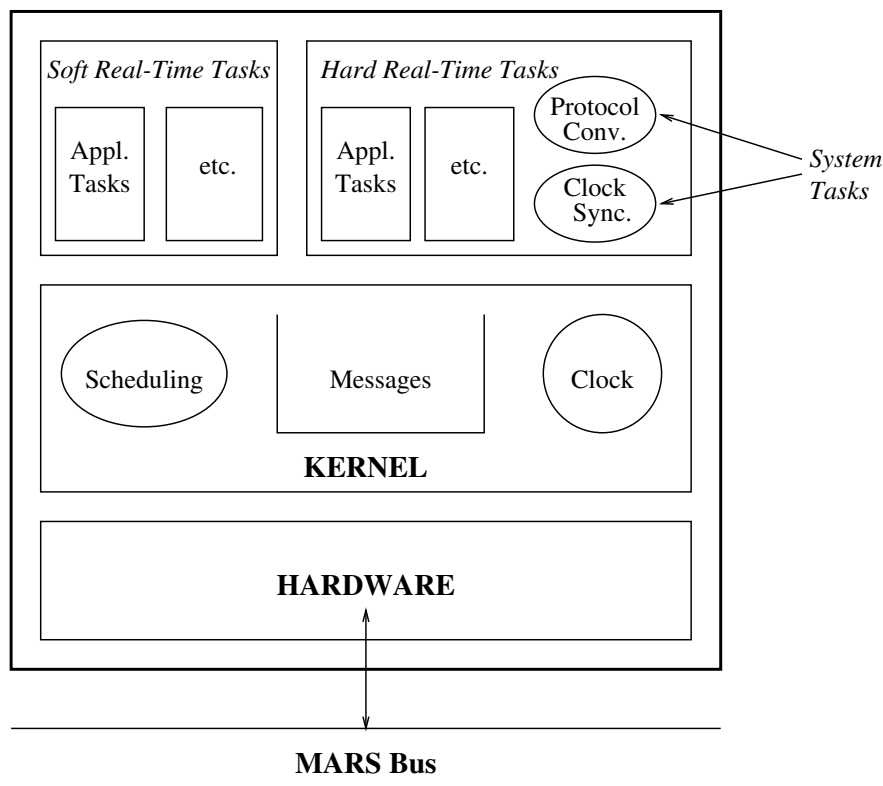 Soft Real-Time Tasks
Hard Real-Time Tasks
Appl.
Tasks
etc.
Appl.
Tasks
etc.
Protocol
Conv.
Clock
Sync.
System
Tasks
Scheduling
Messages
Clock
KERNEL
HARDWARE
MARS Bus